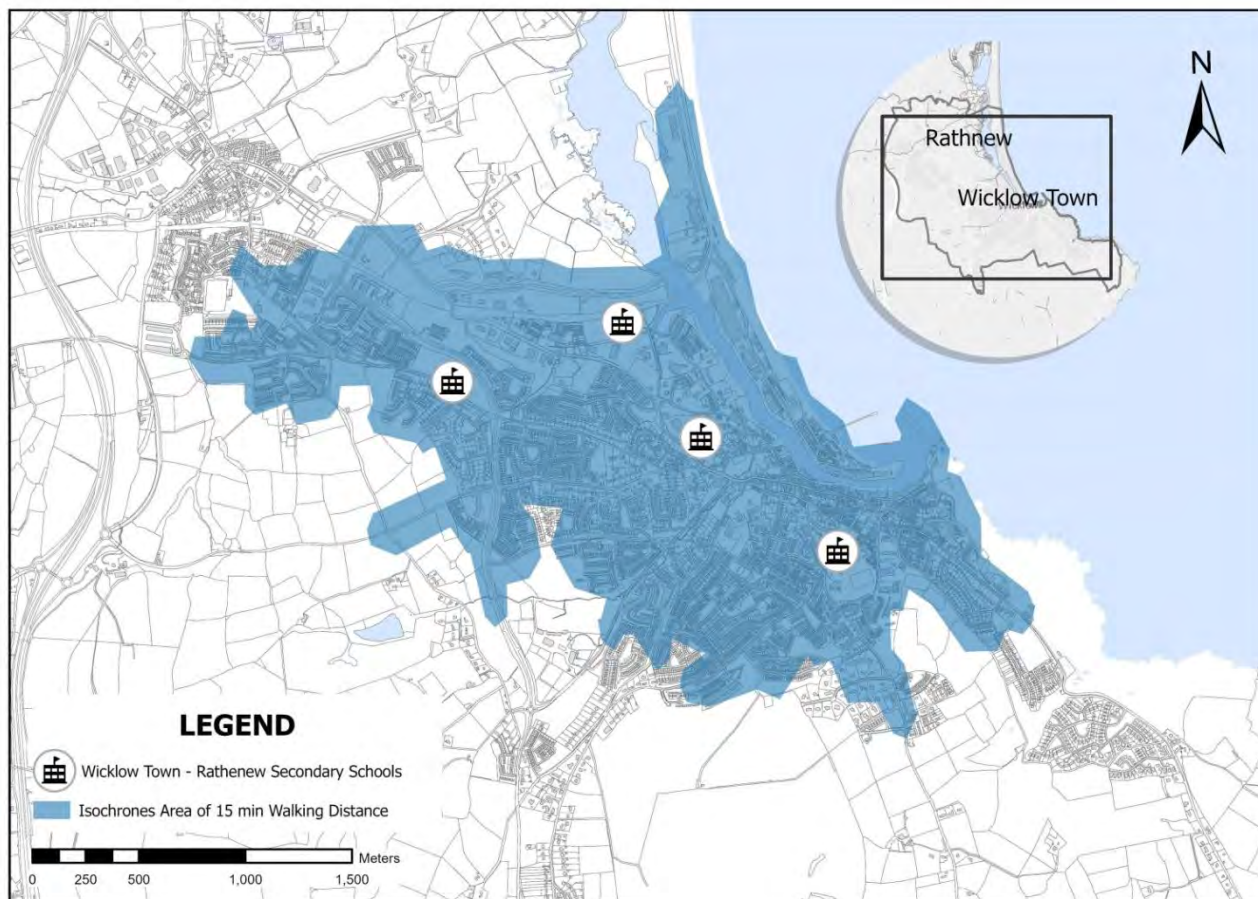 N
Rathnew
Wicklow Town
LEGEND
Wicklow Town - Rathenew Secondary Schools
Isochrones Area of 15 min Walking Distance
Meters
0 250 500 1,000 1,500